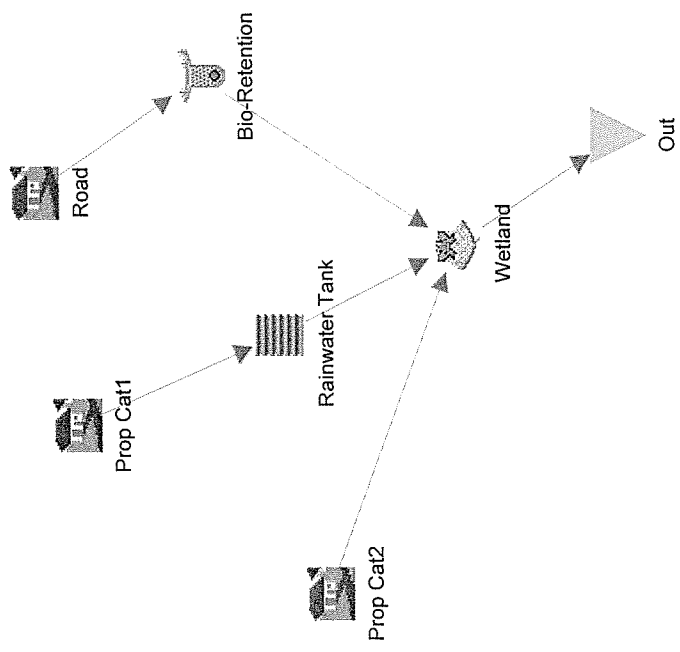 Road
Bio-Retention
Prop Cat1
Rainwater Tank
Prop Cat2
Wetland
Out